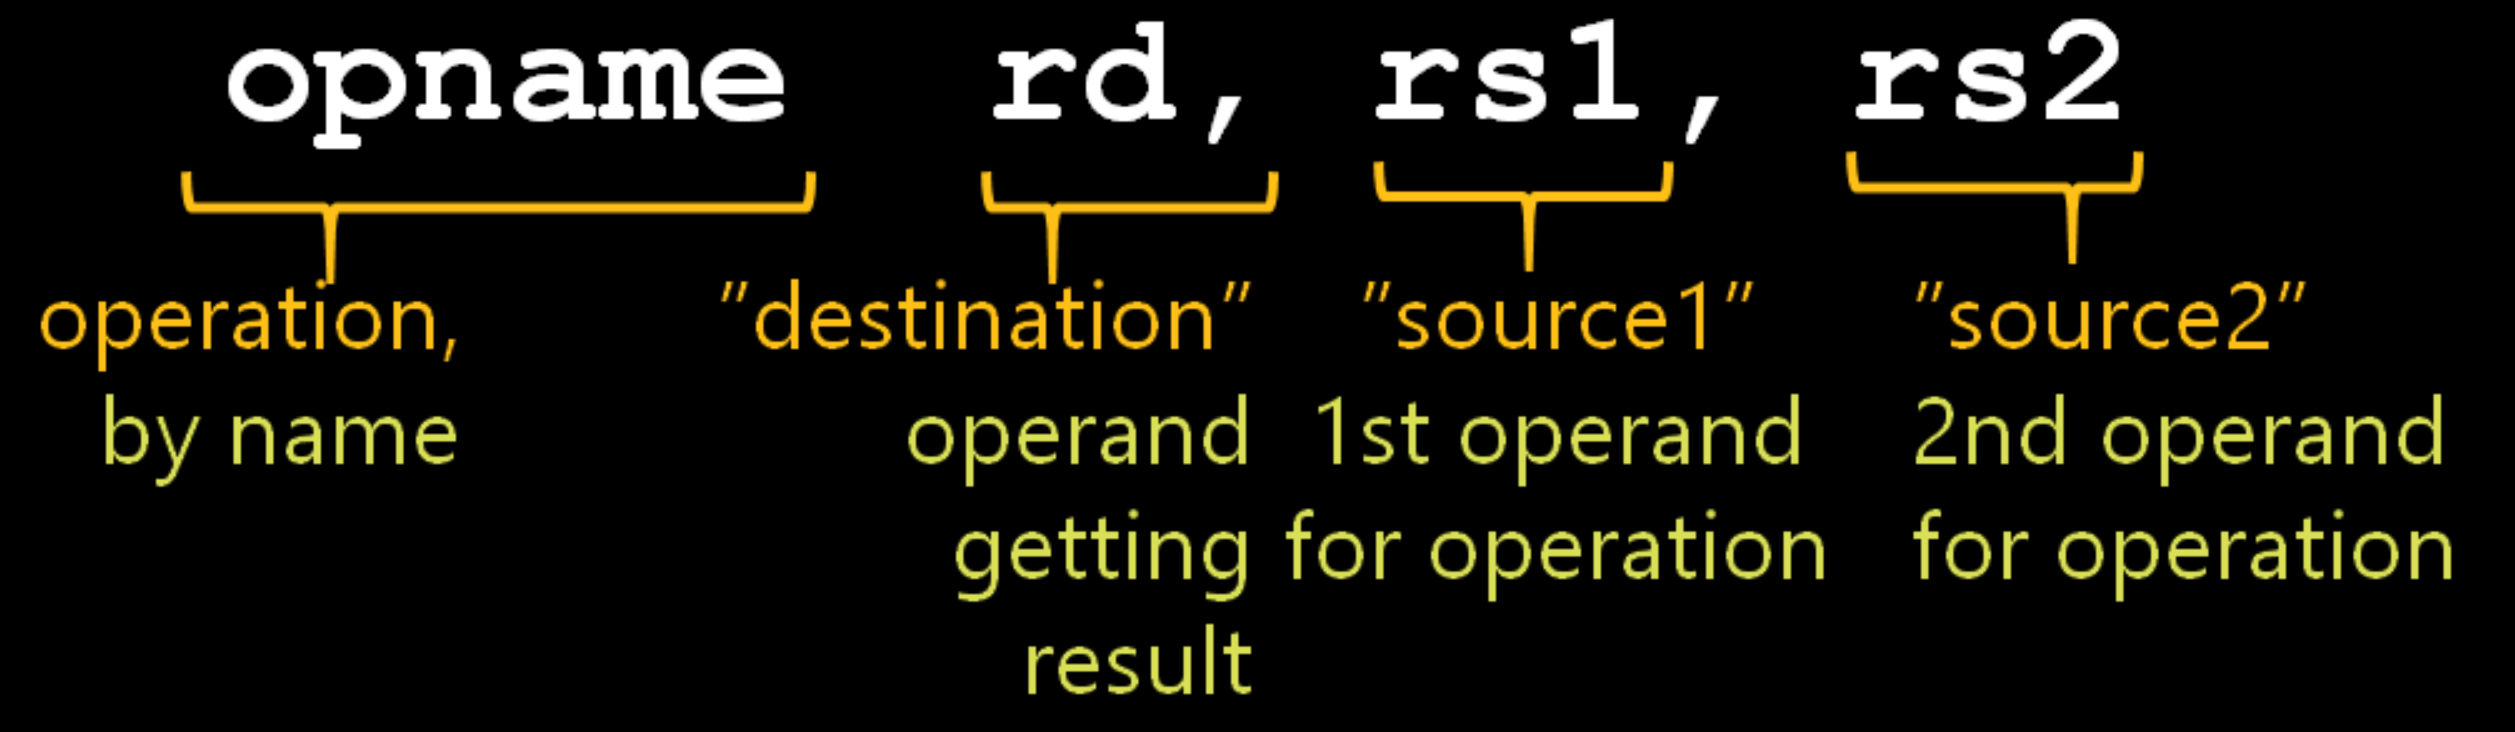 opname rd, rs1, rs2
operation,
by name
"destination"
operand
getting
result
"source1"
1st operand
for operation
"source2"
2nd operand
for operation